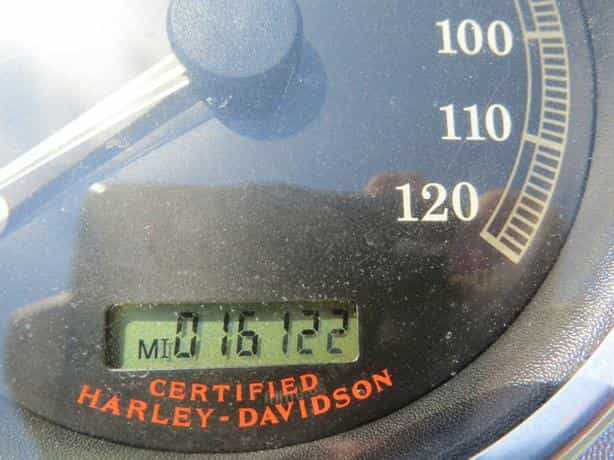 100
110
120
MI 016122
CERTIFIED
HARLEY-DAVIDSON